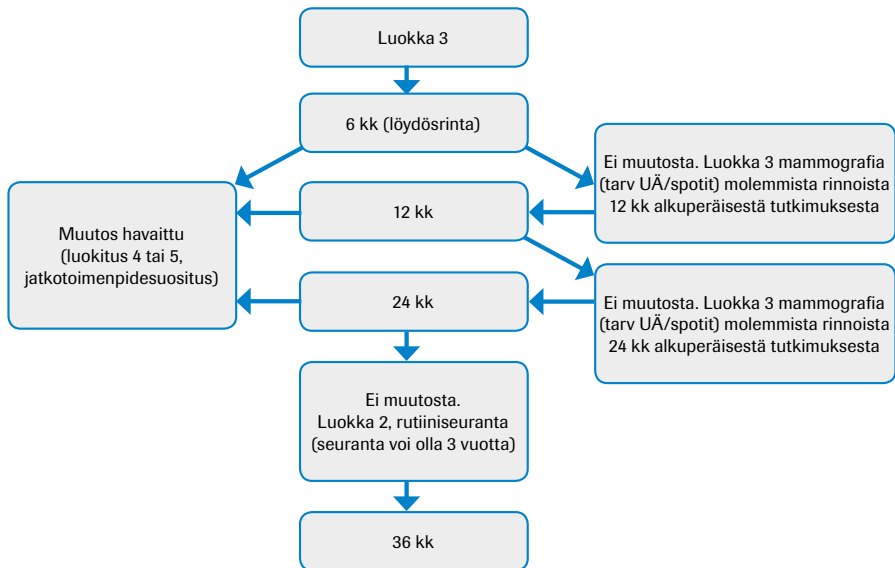 Luokka 3
6 kk (löydösrinta)
Ei muutosta. Luokka 3 mammografia
(tarv UÄ/spotit) molemmista rinnoista
12 kk alkuperäisestä tutkimuksesta
12 kk
Muutos havaittu
(luokitus 4 tai 5,
jatkotoimenpidesuositus)
24 kk
Ei muutosta. Luokka 3 mammografia
(tarv UÄ/spotit) molemmista rinnoista
24 kk alkuperäisestä tutkimuksesta
Ei muutosta.
Luokka 2, rutiiniseuranta
(seuranta voi olla 3 vuotta)
36 kk